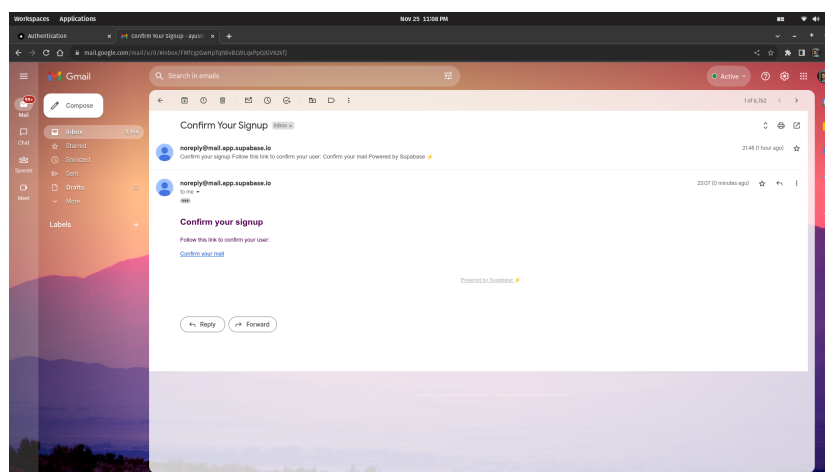 Workspaces Applications
Nov 25 11:08 PM
Authentication
Confirm Your Signup - ayush
mail.google.com/mail/u/0/#inbox/
Gmail
Search in emails
Active
99+
Mail
Compose
1 of 6,762
Inbox
Confirm Your Signup Inbox x
Chat
Starred
noreply@mail.app.supabase.io
21:48 (1 hour ago)
Snoozed
Confirm your signup Follow this link to confirm your user: Confirm your mail Powered by Supabase ⚡
Spaces
Sent
noreply@mail.app.supabase.io
23:07 (0 minutes ago)
Drafts
to me
Meet
More
Labels
Confirm your signup
Follow this link to confirm your user:
Confirm your mail
Powered by Supabase ⚡
Reply
Forward